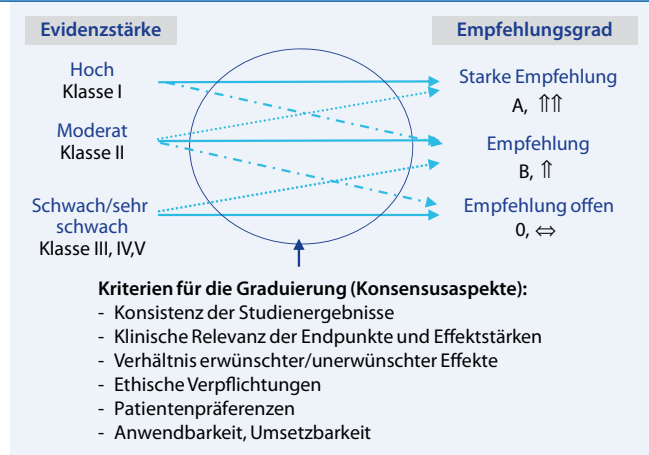 Evidenzstärke
Empfehlungsgrad
Hoch
Klasse I
Starke Empfehlung
A, ⇑⇑
Moderat
Klasse II
Empfehlung
B, ⇑
Schwach/sehr
schwach
Klasse III, IV,V
Empfehlung offen
0, ⇔
Kriterien für die Graduierung (Konsensusaspekte):
- Konsistenz der Studienergebnisse
- Klinische Relevanz der Endpunkte und Effektstärken
- Verhältnis erwünschter/unerwünschter Effekte
- Ethische Verpflichtungen
- Patientenpräferenzen
- Anwendbarkeit, Umsetzbarkeit